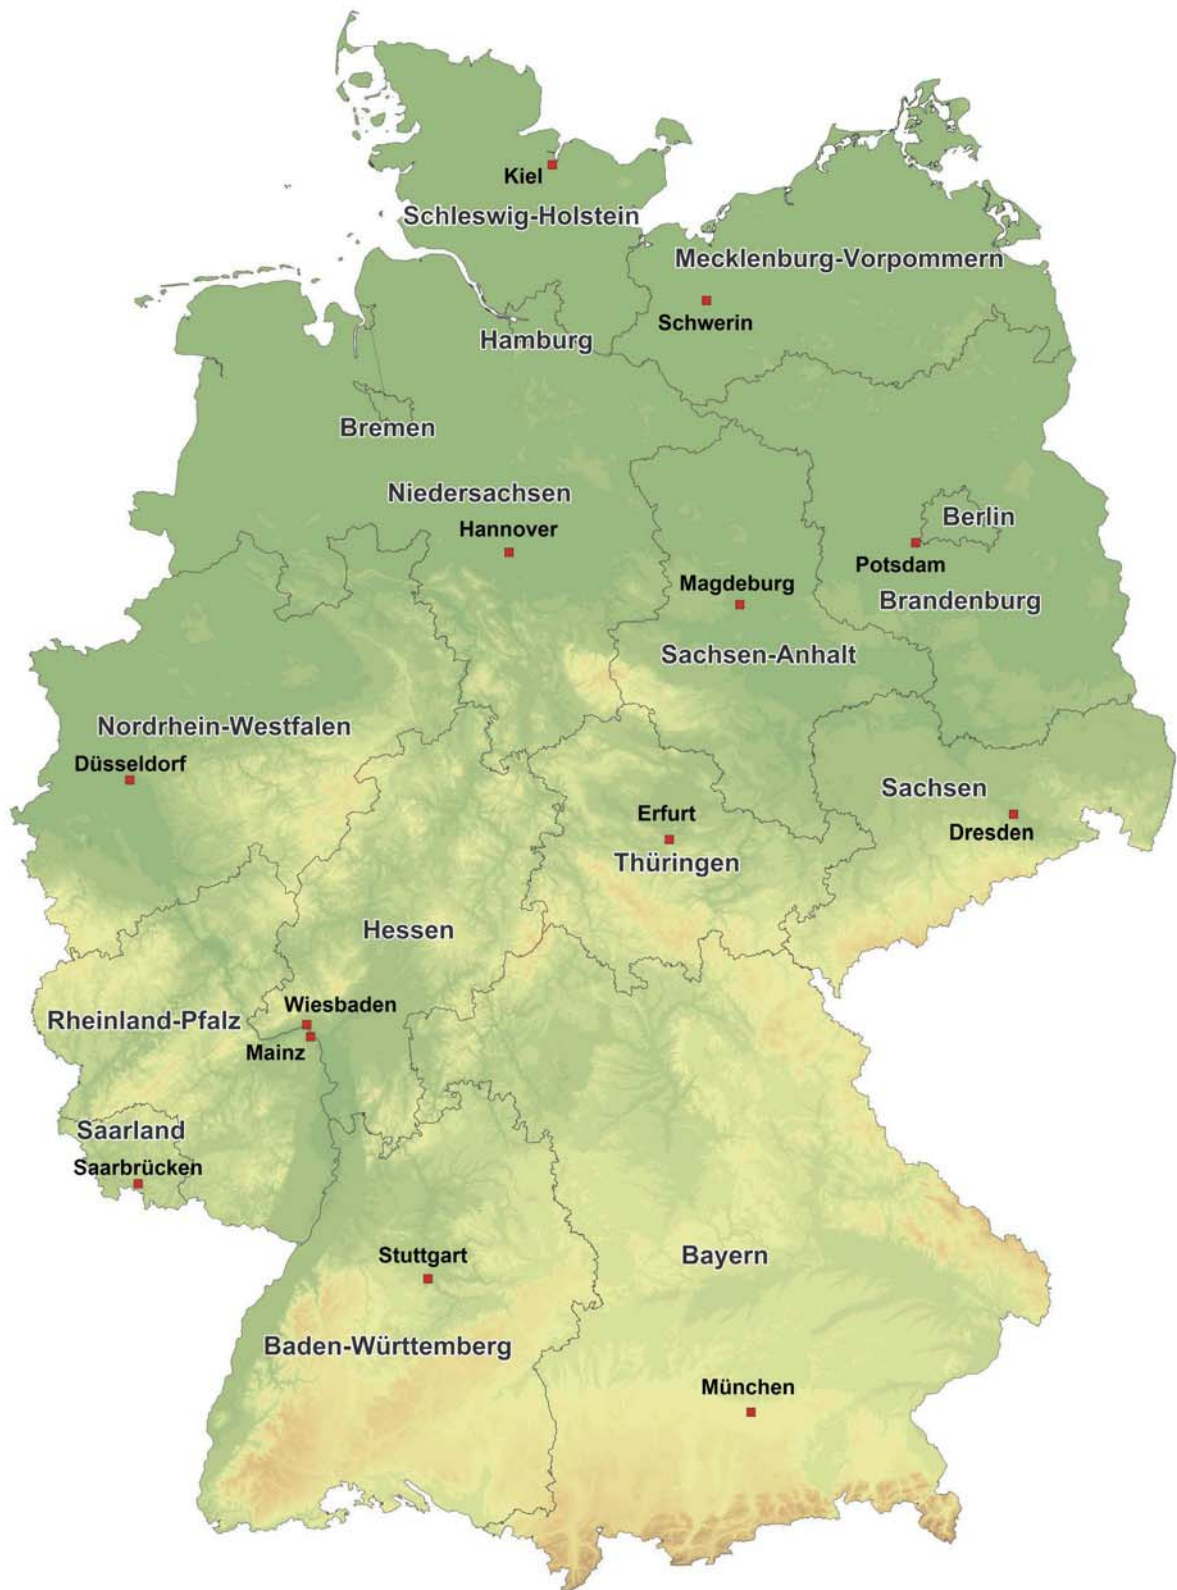 Kiel
Schleswig-Holstein
Mecklenburg-Vorpommern
Schwerin
Hamburg
Bremen
Niedersachsen
Hannover
Berlin
Potsdam
Magdeburg
Brandenburg
Sachsen-Anhalt
Nordrhein-Westfalen
Düsseldorf
Sachsen
Erfurt
Dresden
Thüringen
Hessen
Wiesbaden
Rheinland-Pfalz
Mainz
Saarland
Saarbrücken
Stuttgart
Bayern
Baden-Württemberg
München